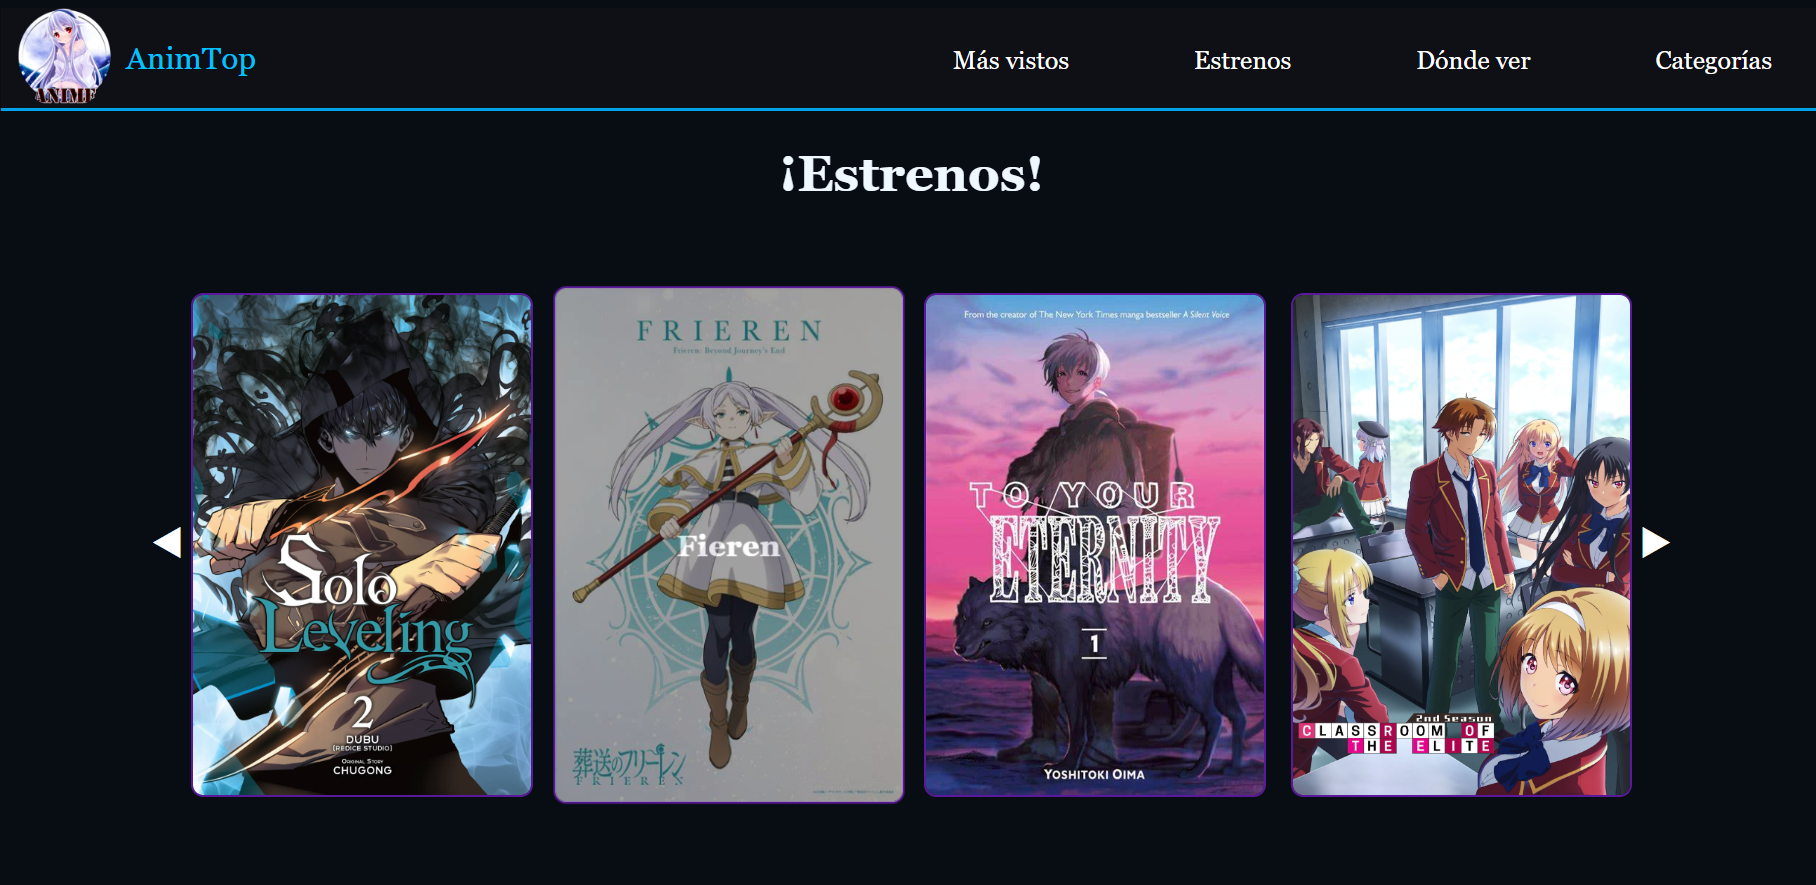 ANIME
AnimTop
Más vistos
Estrenos
Dónde ver
Categorías
¡Estrenos!
Solo
Leveling
2
DUBU
(REDICE STUDIO)
ORIGINAL STORY
CHUGONG
FRIEREN
Frieren: Beyond Journey's End
Fieren
葬送のフリーレン
FRIEREN
From the creator of The New York Times manga bestseller A Silent Voice
TO YOUR
ETERNITY
1
YOSHITOKI OIMA
2nd Season
CLASSROOM OF
THE ELITE